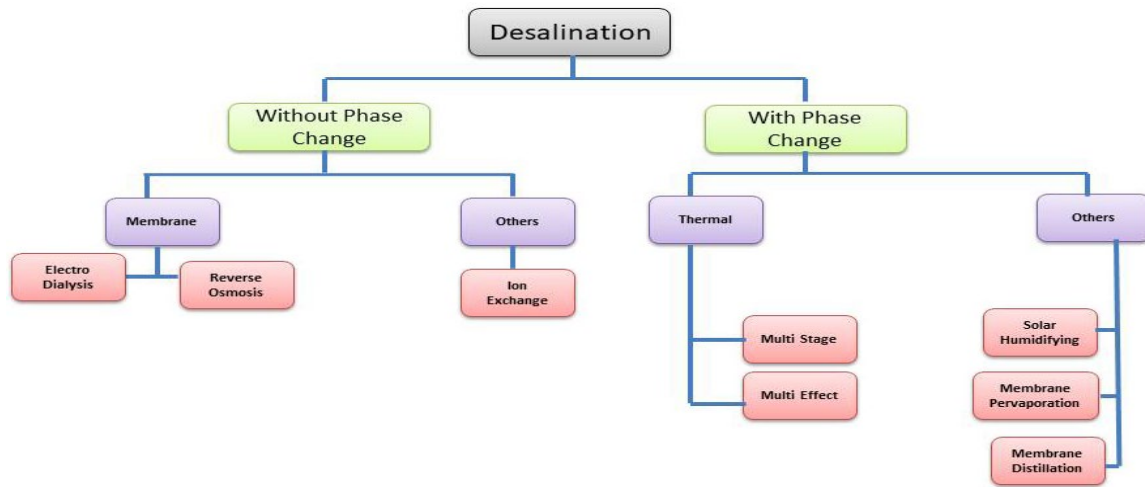 Desalination
Without Phase
Change
With Phase
Change
Membrane
Others
Thermal
Others
Electro
Dialysis
Reverse
Osmosis
Ion
Exchange
Multi Stage
Multi Effect
Solar
Humidifying
Membrane
Pervaporation
Membrane
Distillation